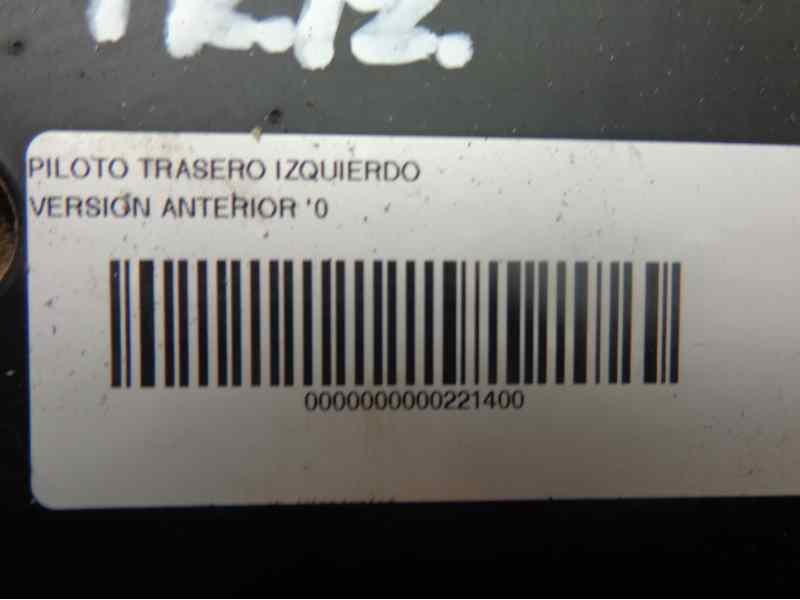 PILOTO TRASERO IZQUIERDO
VERSION ANTERIOR '0
0000000000221400